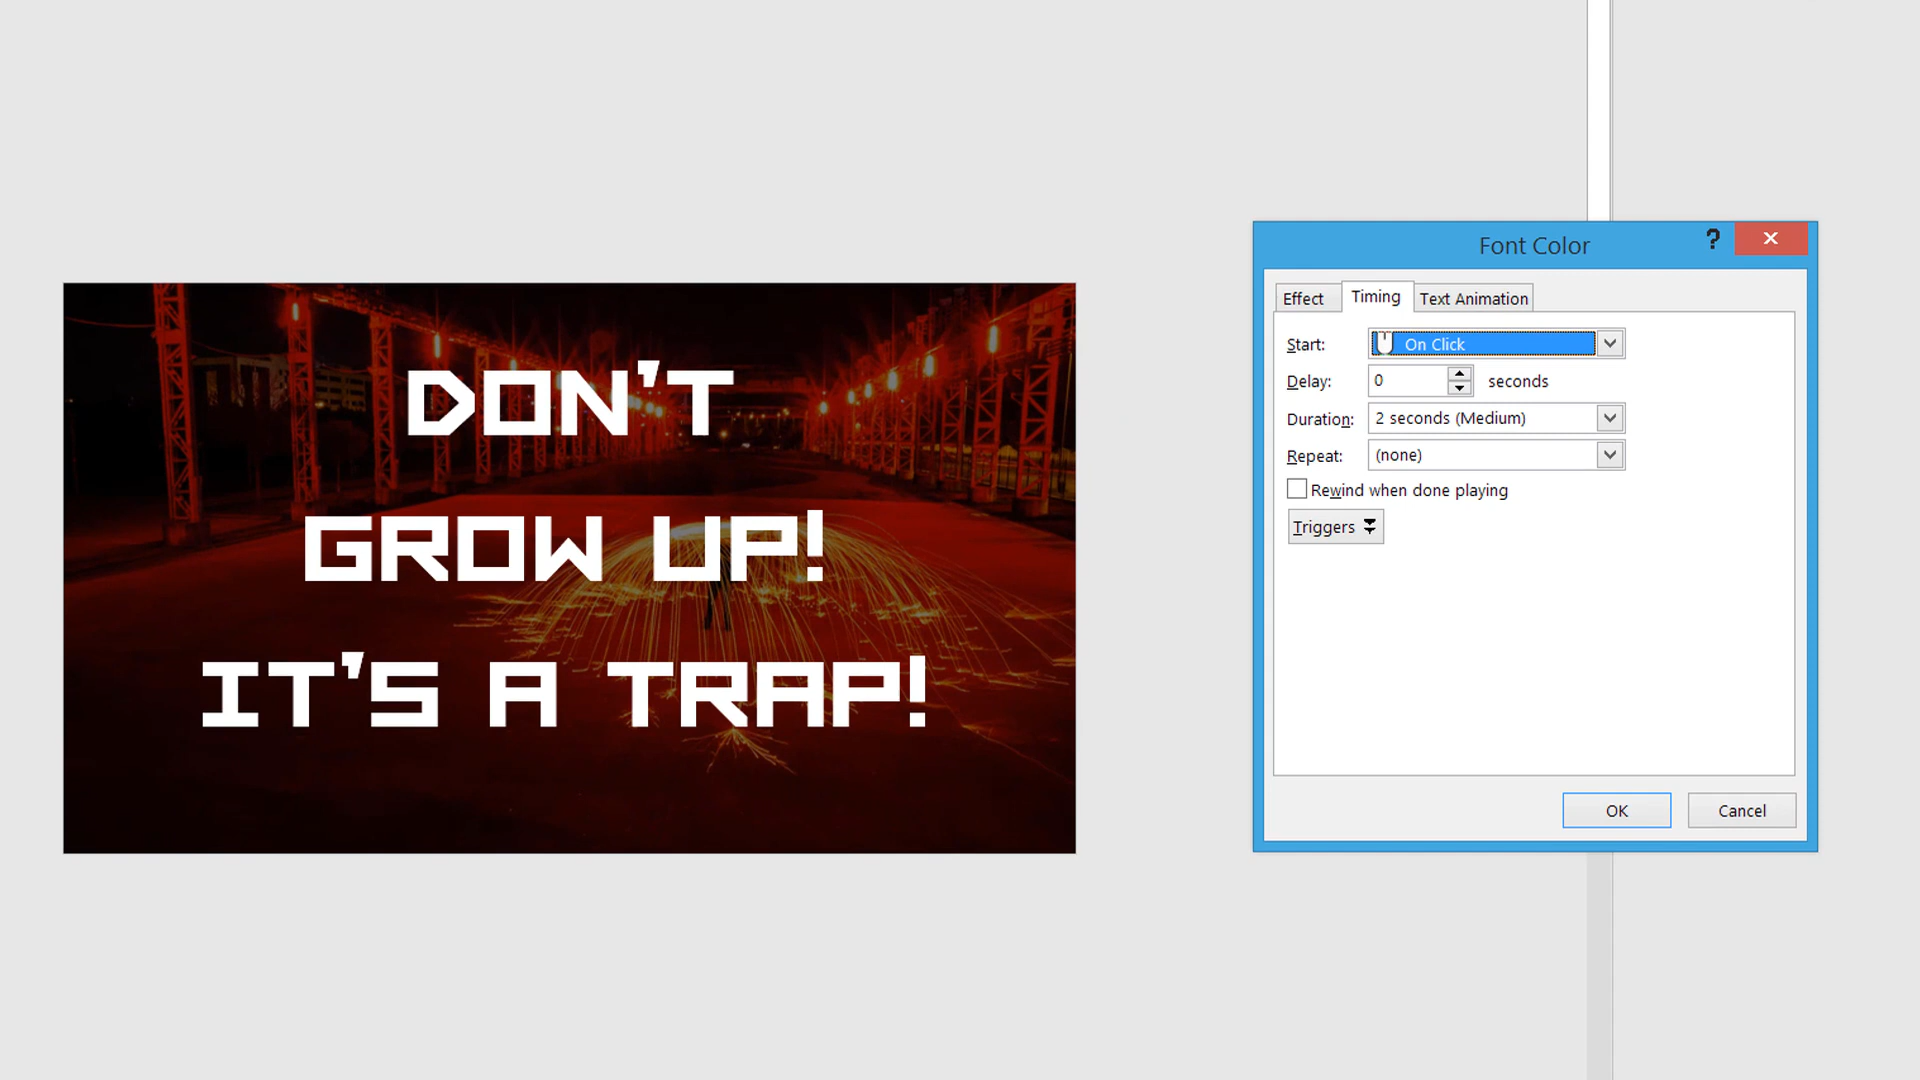 DON'T
GROW UP!
IT'S A TRAP!
Font Color
?
Effect Timing Text Animation
Start: On Click
Delay: 0 seconds
Duration: 2 seconds (Medium)
Repeat: (none)
Rewind when done playing
Triggers
OK Cancel